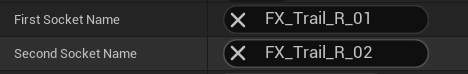 First Socket Name FX_Trail_R_01
Second Socket Name FX_Trail_R_02